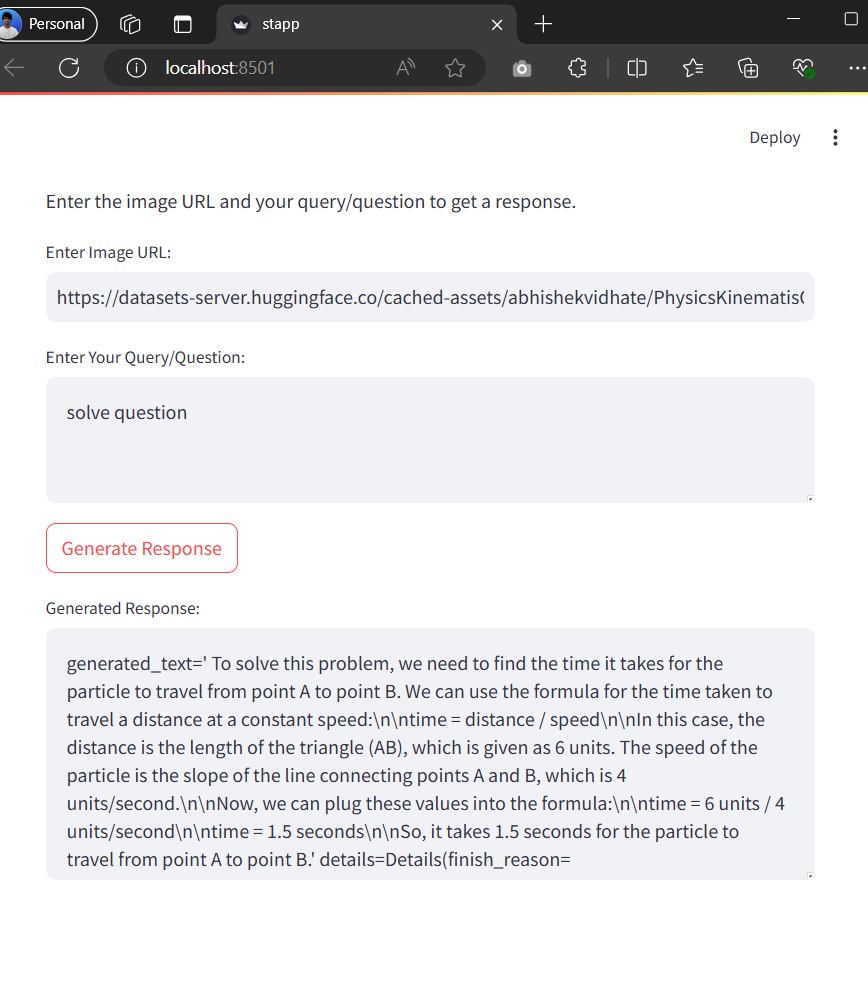 Personal
stapp
localhost:8501
Deploy
Enter the image URL and your query/question to get a response.
Enter Image URL:
https://datasets-server.huggingface.co/cached-assets/abhishekvidhate/PhysicsKinematis
Enter Your Query/Question:
solve question
Generate Response
Generated Response:
generated_text=' To solve this problem, we need to find the time it takes for the
particle to travel from point A to point B. We can use the formula for the time taken to
travel a distance at a constant speed:\n\ntime = distance / speed\n\nIn this case, the
distance is the length of the triangle (AB), which is given as 6 units. The speed of the
particle is the slope of the line connecting points A and B, which is 4
units/second.\n\nNow, we can plug these values into the formula:\n\ntime = 6 units / 4
units/second\n\ntime = 1.5 seconds\n\nSo, it takes 1.5 seconds for the particle to
travel from point A to point B.' details=Details(finish_reason=